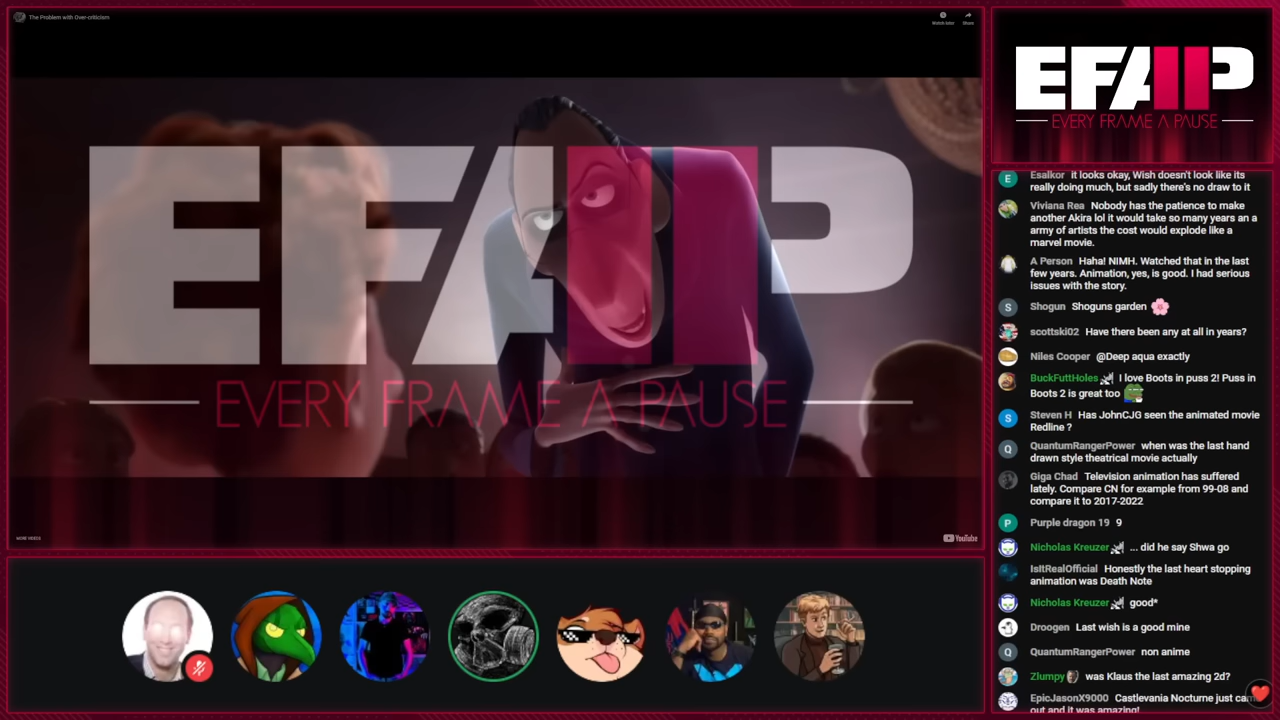 The Problem with Over-criticism
Watch later
Share
EFAP
EVERY FRAME A PAUSE
MORE VIDEOS
YouTube
EFAP
EVERY FRAME A PAUSE
E
Esalkor it looks okay, Wish doesn't look like its
really doing much, but sadly there's no draw to it
Viviana Rea Nobody has the patience to make
another Akira lol it would take so many years an a
army of artists the cost would explode like a
marvel movie.
A Person Haha! NIMH. Watched that in the last
few years. Animation, yes, is good. I had serious
issues with the story.
S
Shogun Shoguns garden
scottski02 Have there been any at all in years?
Niles Cooper @Deep aqua exactly
BuckFuttHoles I love Boots in puss 2! Puss in
Boots 2 is great too
S
Steven H Has JohnCJG seen the animated movie
Redline ?
Q
QuantumRangerPower when was the last hand
drawn style theatrical movie actually
Giga Chad Television animation has suffered
lately. Compare CN for example from 99-08 and
compare it to 2017-2022
P
Purple dragon 19 9
Nicholas Kreuzer ... did he say Shwa go
IsItRealOfficial Honestly the last heart stopping
animation was Death Note
Nicholas Kreuzer good*
Droogen Last wish is a good mine
Q
QuantumRangerPower non anime
Zlumpy was Klaus the last amazing 2d?
EpicJasonX9000 Castlevania Nocturne just cam
out and it was amazing!